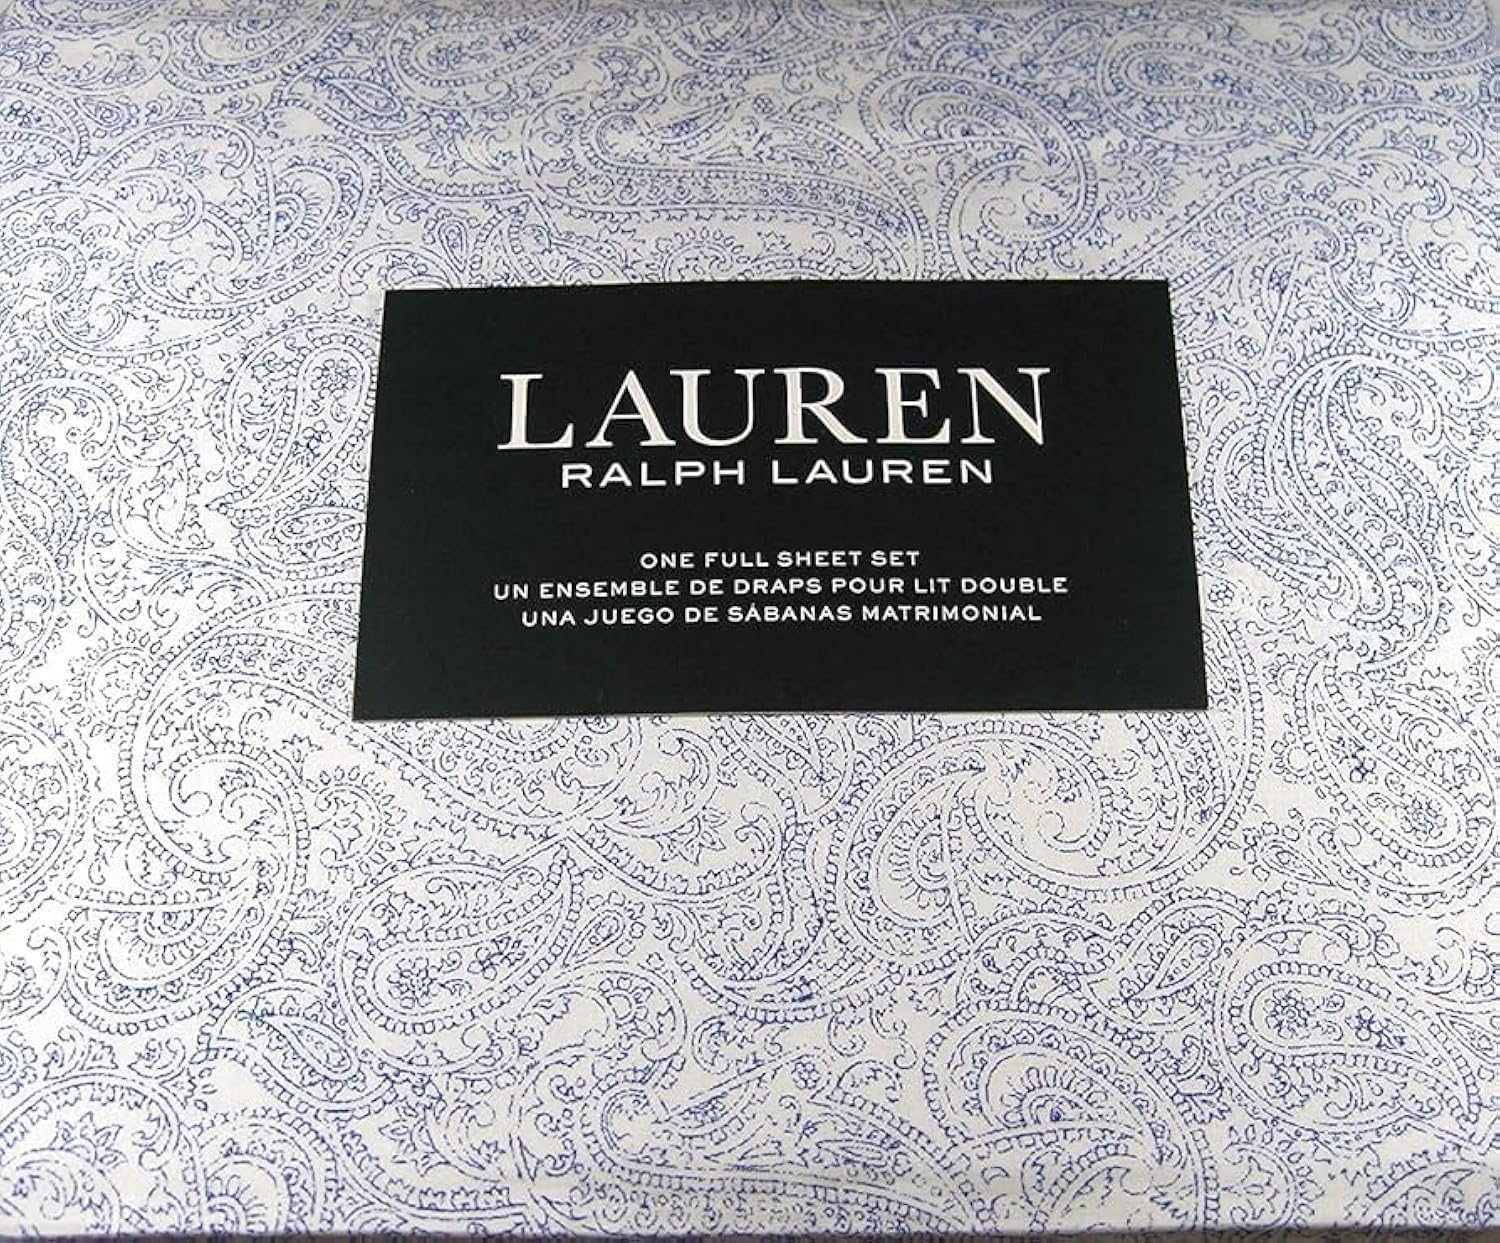 LAUREN
RALPH LAUREN
ONE FULL SHEET SET
UN ENSEMBLE DE DRAPS POUR LIT DOUBLE
UNA JUEGO DE SÁBANAS MATRIMONIAL